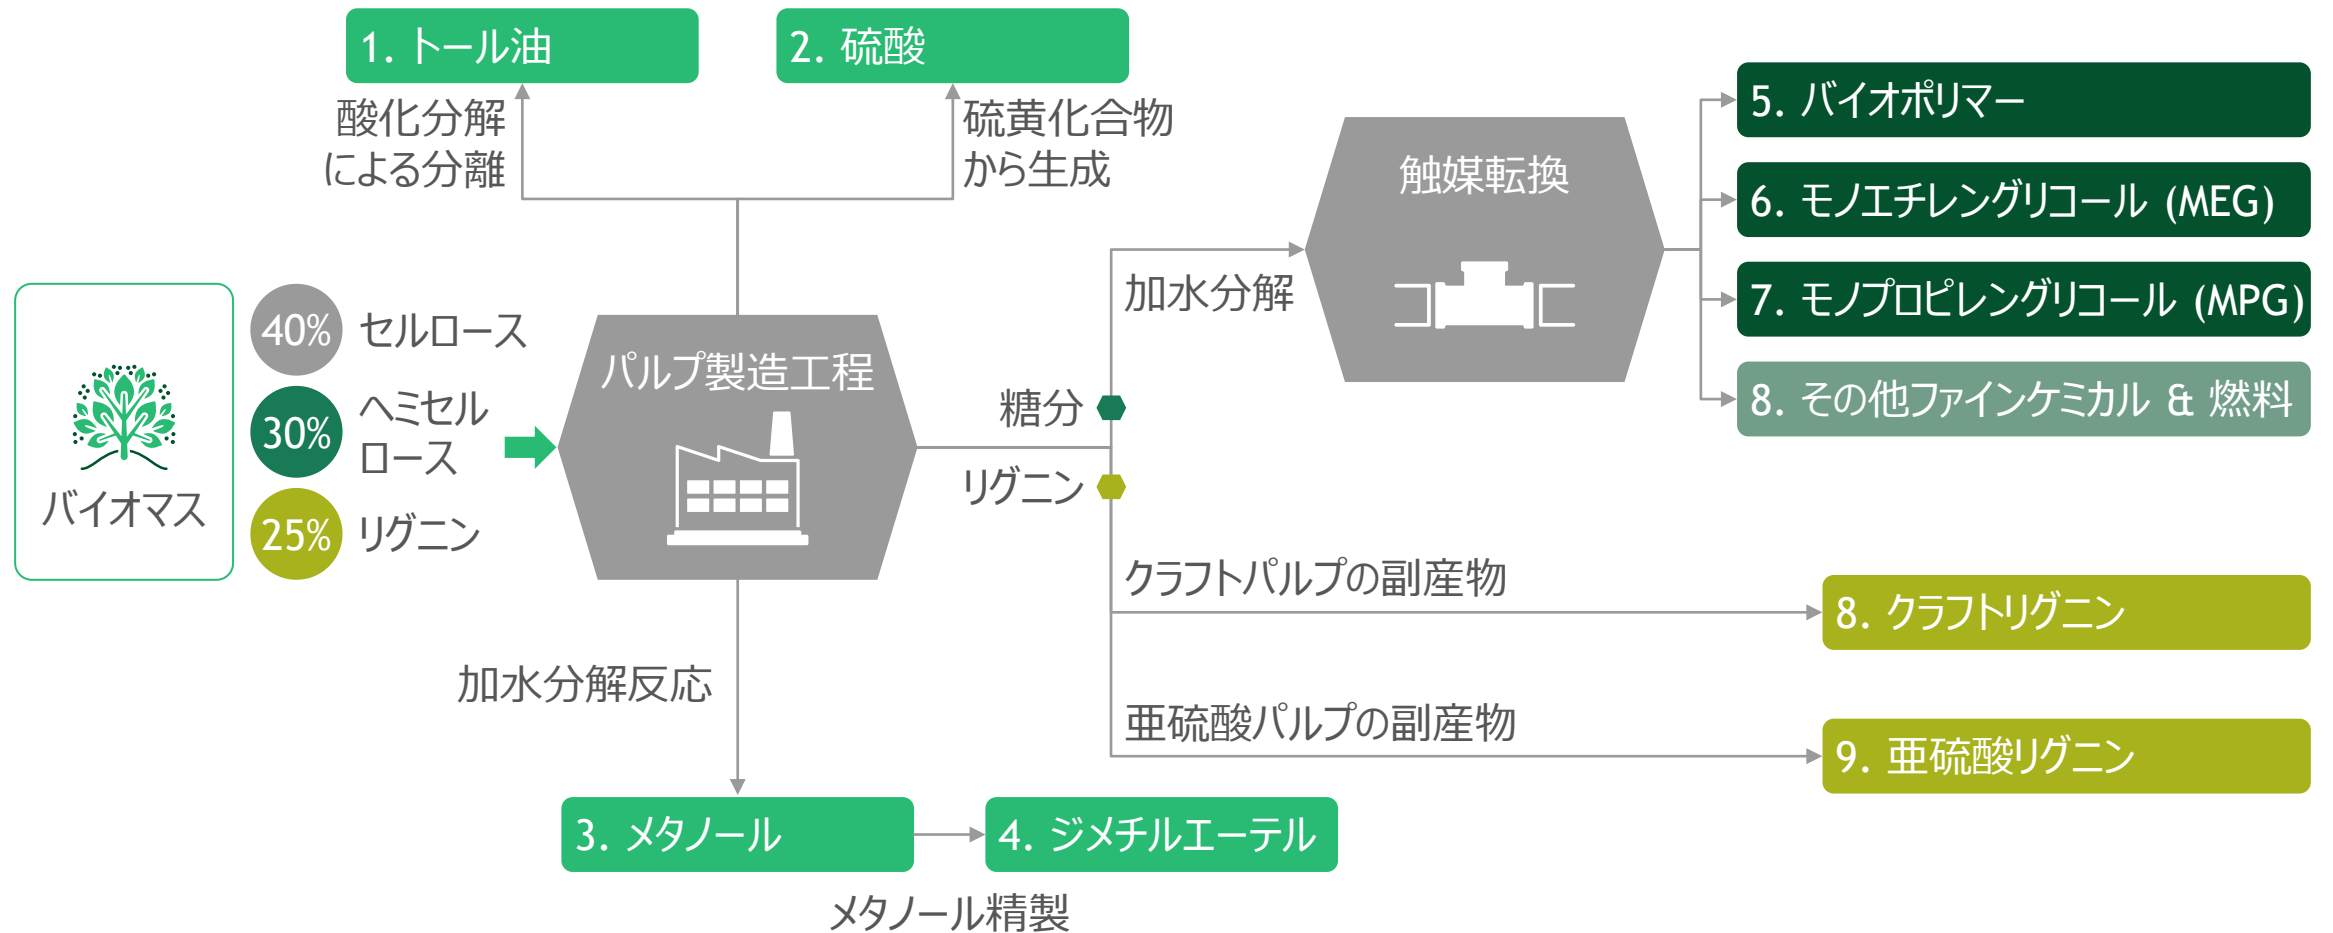 1. トール油
2. 硫酸
酸化分解
による分離
硫黄化合物
から生成
バイオマス
40%
セルロース
30%
ヘミセル
ロース
25%
リグニン
パルプ製造工程
糖分
リグニン
加水分解
触媒転換
5. バイオポリマー
6. モノエチレングリコール (MEG)
7. モノプロピレングリコール (MPG)
8. その他ファインケミカル & 燃料
クラフトパルプの副産物
8. クラフトリグニン
亜硫酸パルプの副産物
9. 亜硫酸リグニン
加水分解反応
3. メタノール
4. ジメチルエーテル
メタノール精製